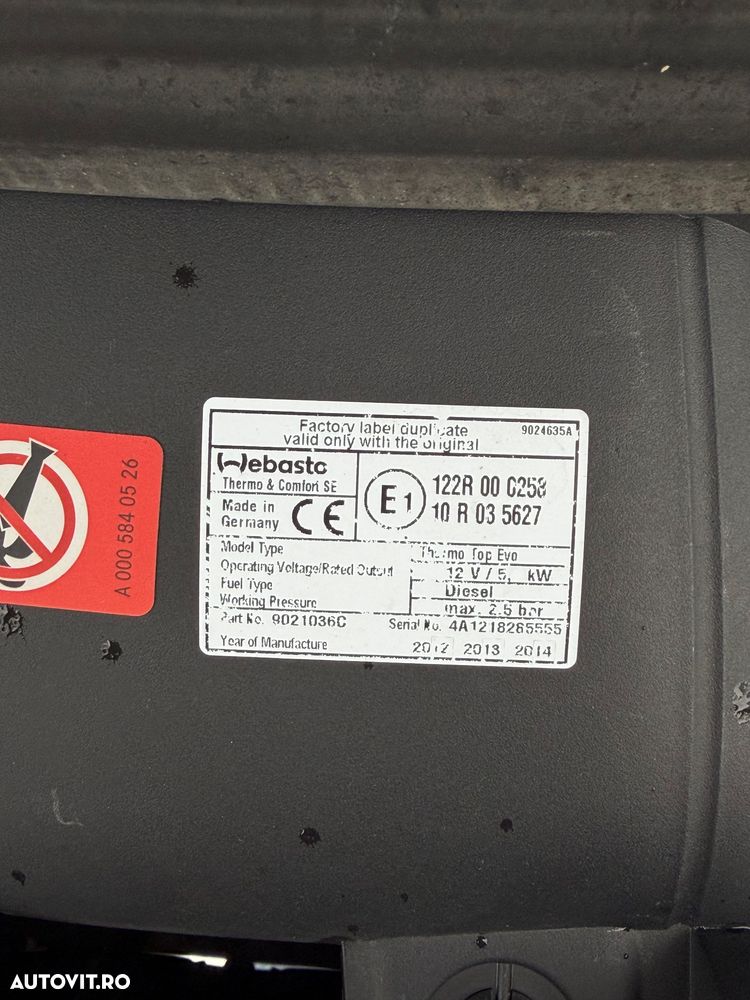 Factory label duplicate
valid only with the original
9024635A
Webasto
Thermo & Comfort SE
Made in
Germany
CE
E1
122R 00 0258
10 R 03 5627
Model Type
Thermo Top Evo
Operating Voltage/Rated Output
12 V / 5, kW
Fuel Type
Diesel
Working Pressure
max. 2.5 bar
Part No. 9021036C
Serial No. 4A1218265555
Year of Manufacture
2012 2013 2014
A 000 584 05 26
AUTOVIT.RO